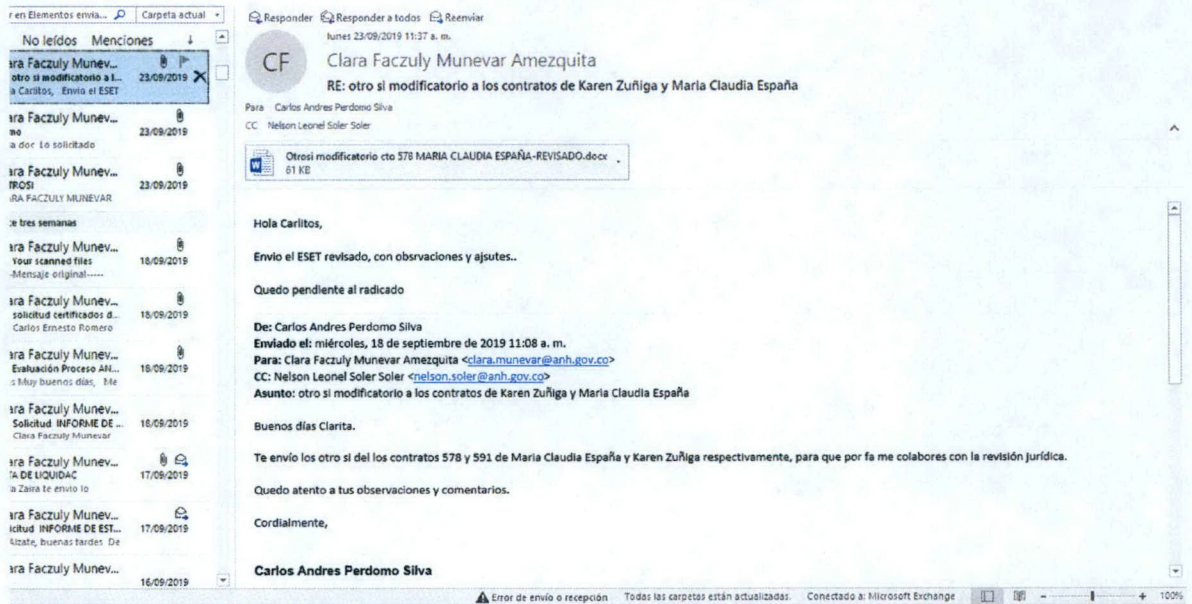 r en Elementos envia... Carpeta actual
No leídos Menciones ↓
ara Faczuly Munev...
otro si modificatorio a l... 23/09/2019
a Carlitos, Envio el ESET
ara Faczuly Munev...
no 23/09/2019
a dor Lo solicitado
ara Faczuly Munev...
TROSI 23/09/2019
ARA FACZULY MUNEVAR
ce tres semanas
ara Faczuly Munev...
Your scanned files 18/09/2019
-Mensaje original-----
ara Faczuly Munev...
solicitud certificados d... 18/09/2019
Carlos Ernesto Romero
ara Faczuly Munev...
Evaluación Proceso AN... 18/09/2019
s Muy buenos días, Me
ara Faczuly Munev...
Solicitud INFORME DE ... 18/09/2019
Clara Faczuly Munevar
ara Faczuly Munev...
TA DE LIQUIDAC 17/09/2019
a Zaira te envio lo
ara Faczuly Munev...
icitud INFORME DE EST... 17/09/2019
Alzate, buenas tardes De
ara Faczuly Munev...
16/09/2019
Responder Responder a todos Reenviar
lunes 23/09/2019 11:37 a. m.
CF
Clara Faczuly Munevar Amezquita
RE: otro si modificatorio a los contratos de Karen Zuñiga y Maria Claudia España
Para Carlos Andres Perdomo Silva
CC Nelson Leonel Soler Soler
Otrosi modificatorio cto 578 MARIA CLAUDIA ESPAÑA-REVISADO.docx
61 KB
Hola Carlitos,
Envio el ESET revisado, con obsrvaciones y ajsutes..
Quedo pendiente al radicado
De: Carlos Andres Perdomo Silva
Enviado el: miércoles, 18 de septiembre de 2019 11:08 a. m.
Para: Clara Faczuly Munevar Amezquita <clara.munevar@anh.gov.co>
CC: Nelson Leonel Soler Soler <nelson.soler@anh.gov.co>
Asunto: otro si modificatorio a los contratos de Karen Zuñiga y Maria Claudia España
Buenos días Clarita.
Te envío los otro si del los contratos 578 y 591 de Maria Claudia España y Karen Zuñiga respectivamente, para que por fa me colabores con la revisión jurídica.
Quedo atento a tus observaciones y comentarios.
Cordialmente,
Carlos Andres Perdomo Silva
Error de envío o recepción Todas las carpetas están actualizadas. Conectado a: Microsoft Exchange - + 100%